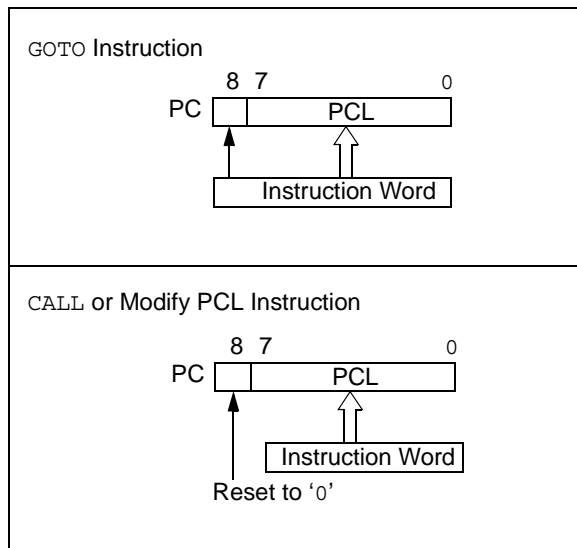 GOTO Instruction
8 7 0
PC PCL
Instruction Word
CALL or Modify PCL Instruction
8 7 0
PC PCL
Instruction Word
Reset to ‘0’